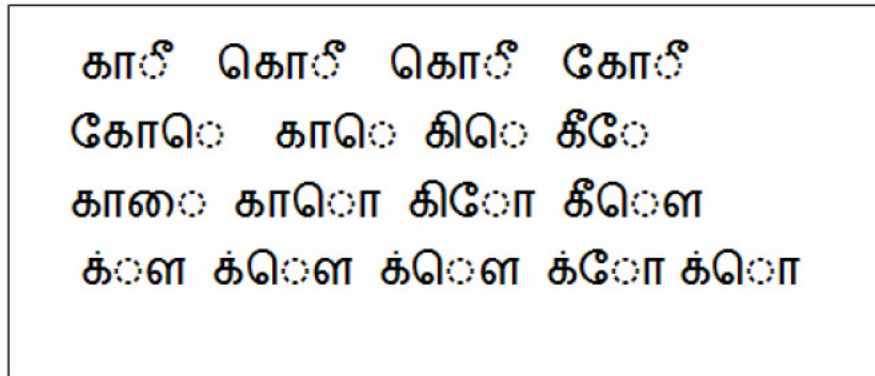 காீ கொீ கொீ கோீ
கோெ காெ கிெ கீே
காை காொ கிோ கீௌ
க்ௗ க்ௌ க்ௌ க்ோ க்ொ